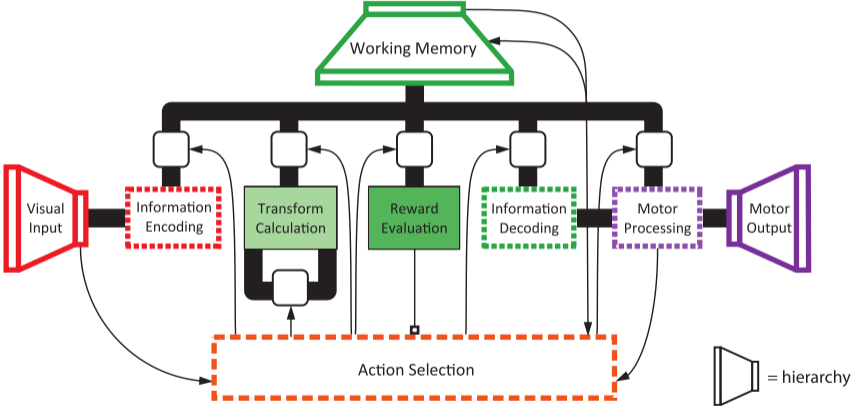 Working Memory
Visual
Input
Information
Encoding
Transform
Calculation
Reward
Evaluation
Information
Decoding
Motor
Processing
Motor
Output
Action Selection
= hierarchy